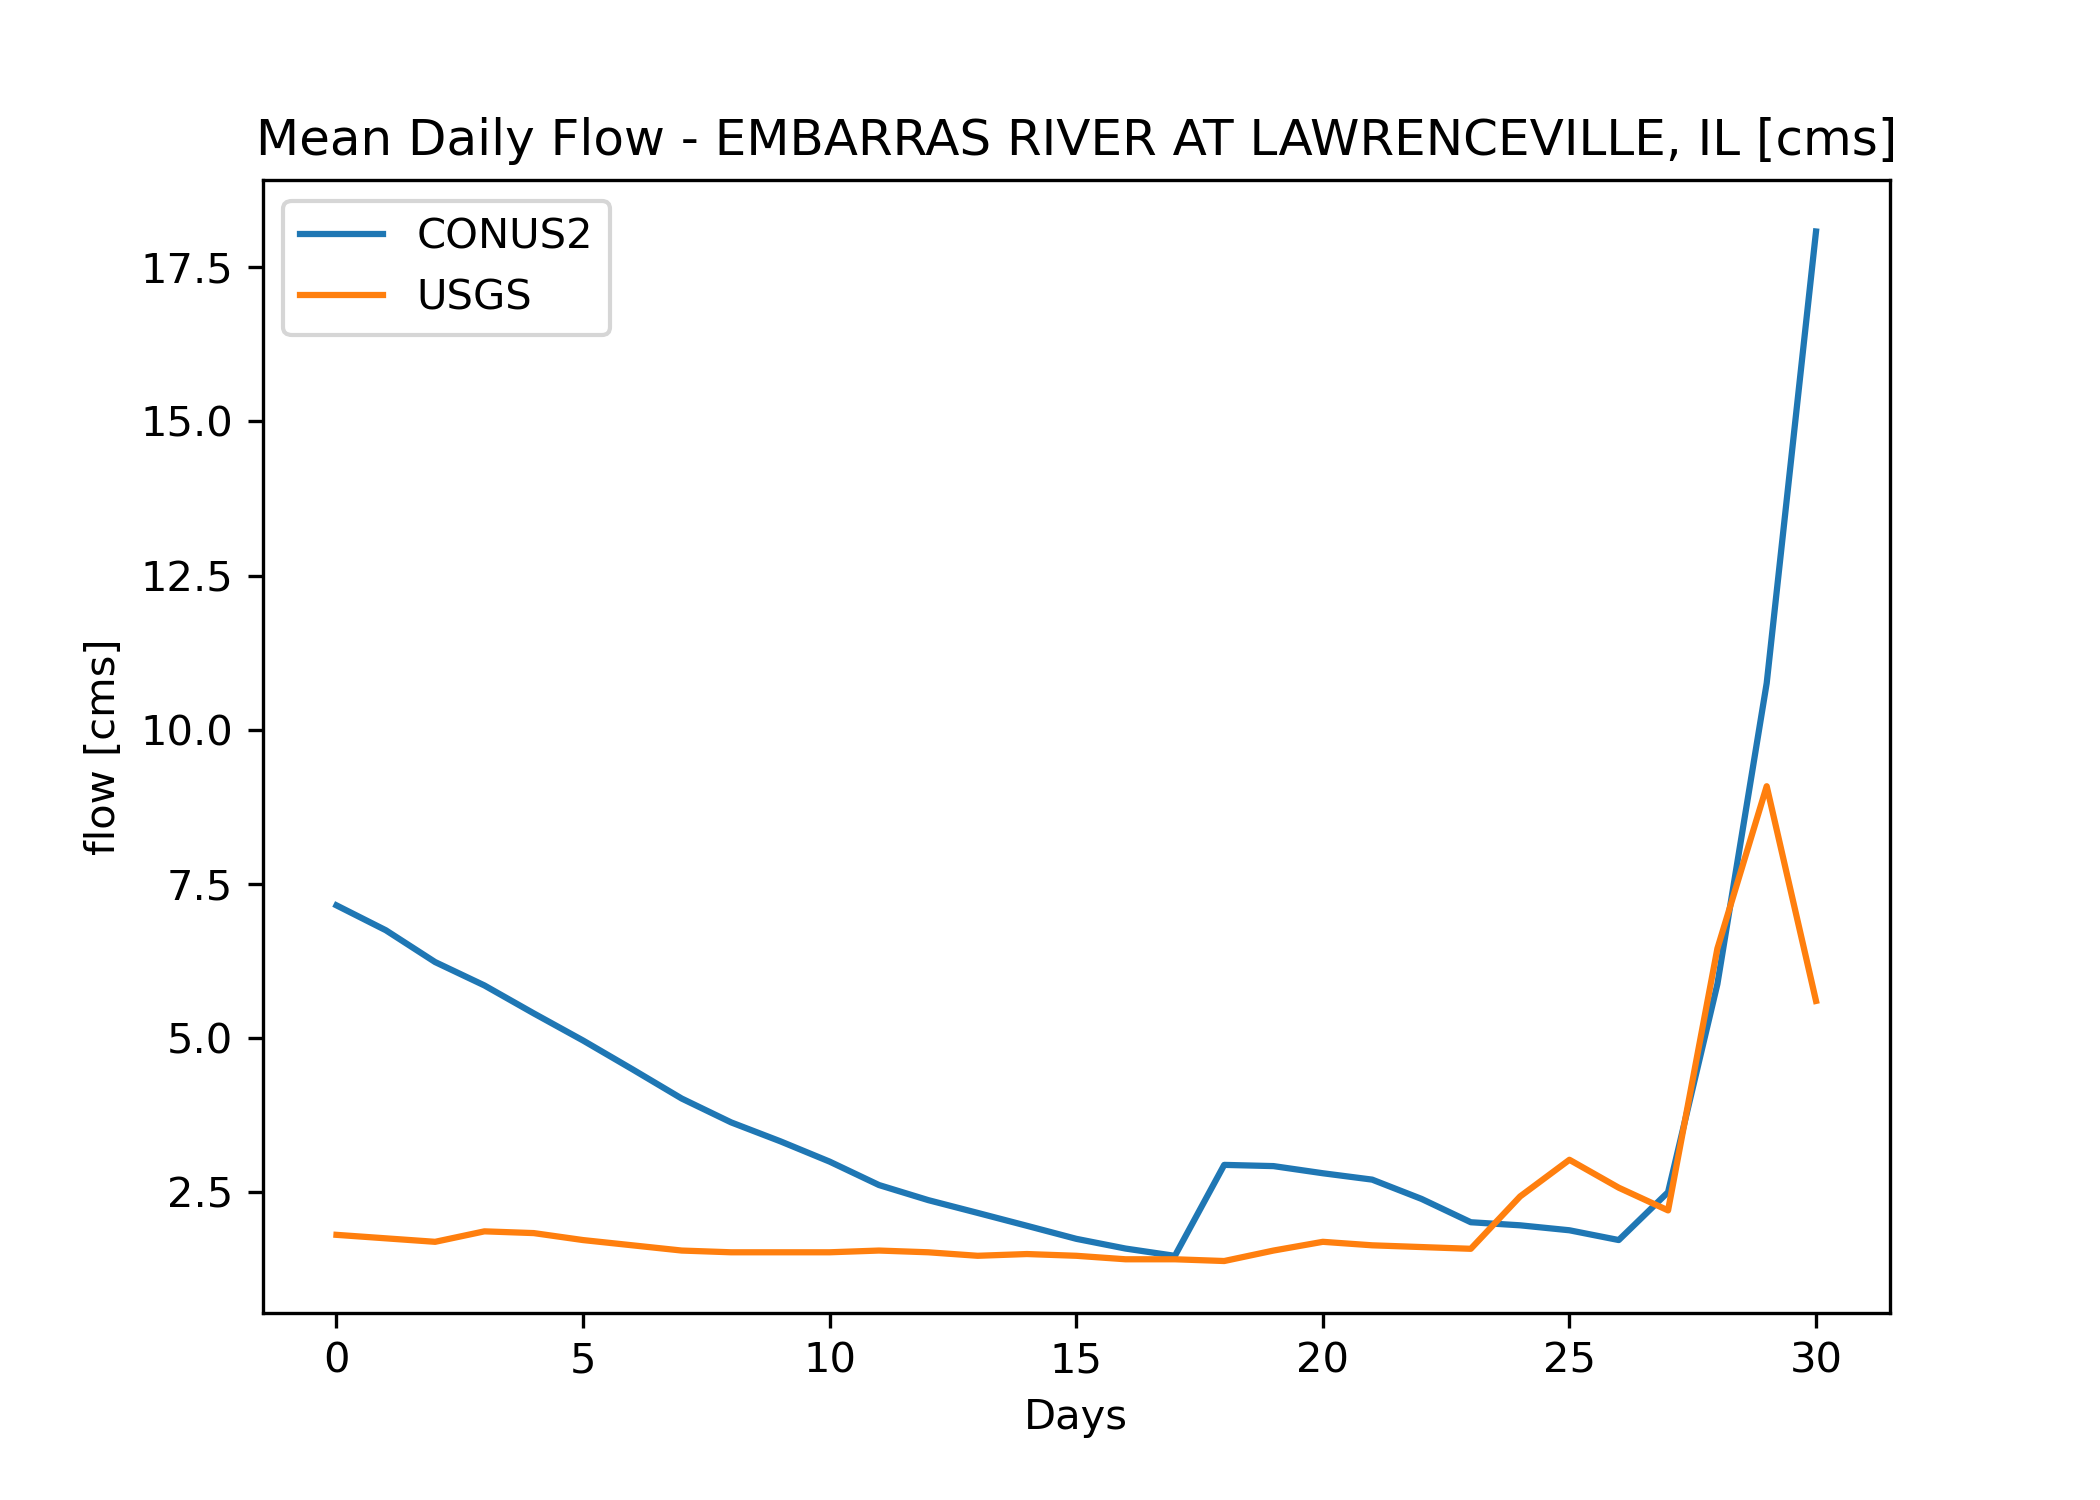 Mean Daily Flow - EMBARRAS RIVER AT LAWRENCEVILLE, IL [cms]
CONUS2
USGS
17.5
15.0
12.5
10.0
7.5
5.0
2.5
flow [cms]
0 5 10 15 20 25 30
Days